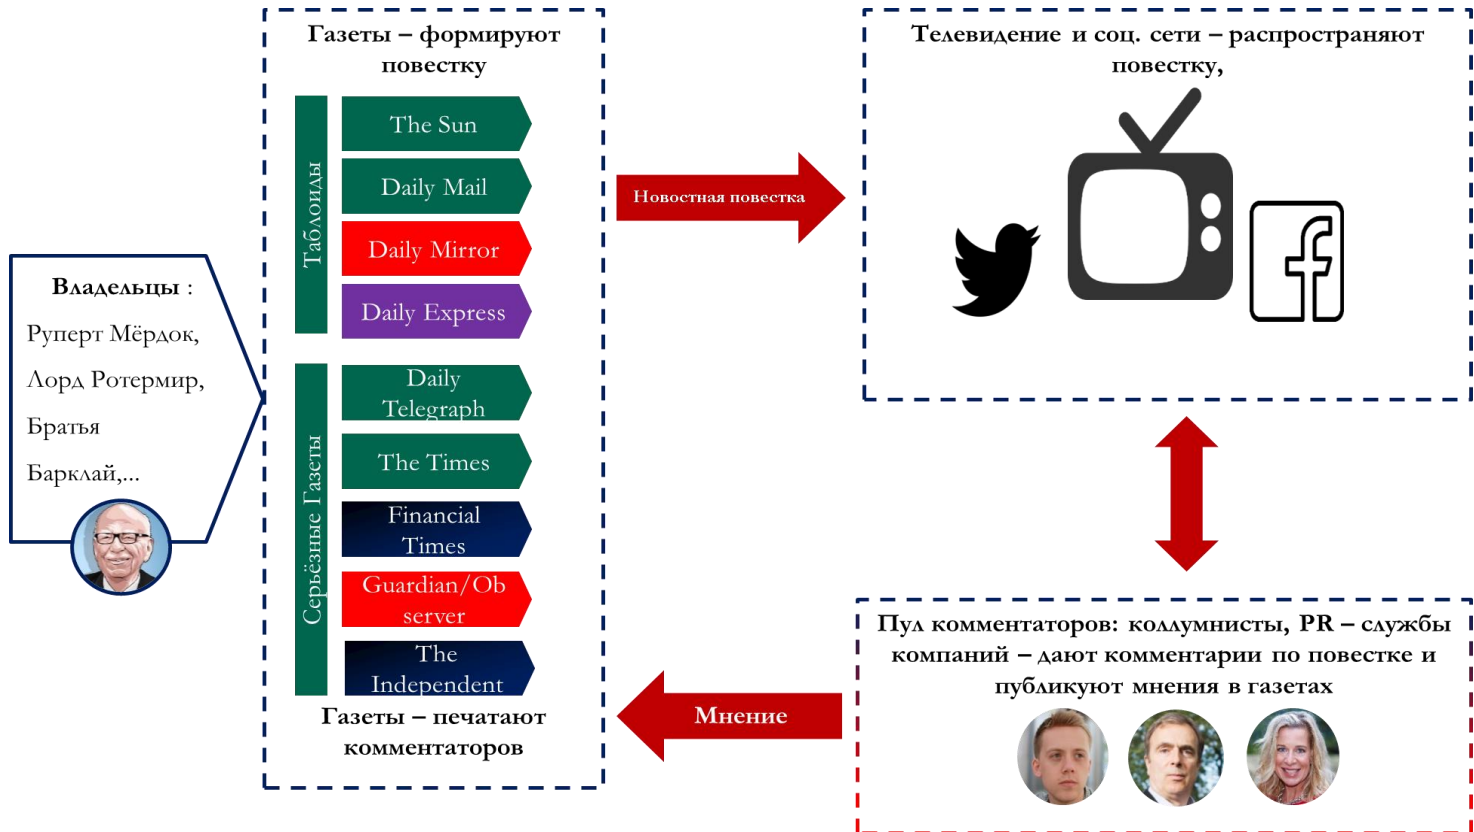 Газеты – формируют
повестку
Таблоиды
The Sun
Daily Mail
Daily Mirror
Daily Express
Серьёзные Газеты
Daily
Telegraph
The Times
Financial
Times
Guardian/Ob
server
The
Independent
Газеты – печатают
комментаторов
Владельцы :
Руперт Мёрдок,
Лорд Ротермир,
Братья
Барклай,...
Новостная повестка
Телевидение и соц. сети – распространяют
повестку,
Пул комментаторов: коллумнисты, PR – службы
компаний – дают комментарии по повестке и
публикуют мнения в газетах
Мнение